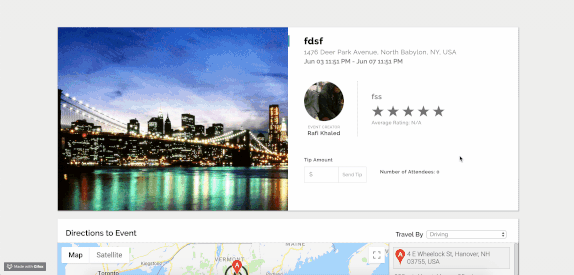 fdsf
1476 Deer Park Avenue, North Babylon, NY, USA
Jun 03 11:51 PM - Jun 07 11:51 PM
EVENT CREATOR
Rafi Khaled
fss
Average Rating: N/A
Tip Amount
$
Send Tip
Number of Attendees: 0
Directions to Event
Travel By
Driving
Map
Satellite
Kingsford
Toronto
VERMONT
MAINE
A
A
4 E Wheelock St, Hanover, NH
03755, USA
Made with Gifox